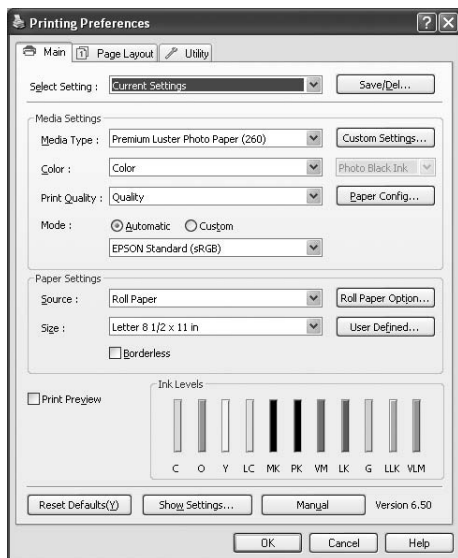 Printing Preferences
Main Page Layout Utility
Select Setting : Current Settings Save/Del...
Media Settings
Media Type : Premium Luster Photo Paper (260) Custom Settings...
Color : Color Photo Black Ink
Print Quality : Quality Paper Config...
Mode : Automatic Custom
EPSON Standard (sRGB)
Paper Settings
Source : Roll Paper Roll Paper Option...
Size : Letter 8 1/2 x 11 in User Defined...
Borderless
Print Preview
Ink Levels
C O Y LC MK PK VM LK G LLK VLM
Reset Defaults(Y) Show Settings... Manual Version 6.50
OK Cancel Help